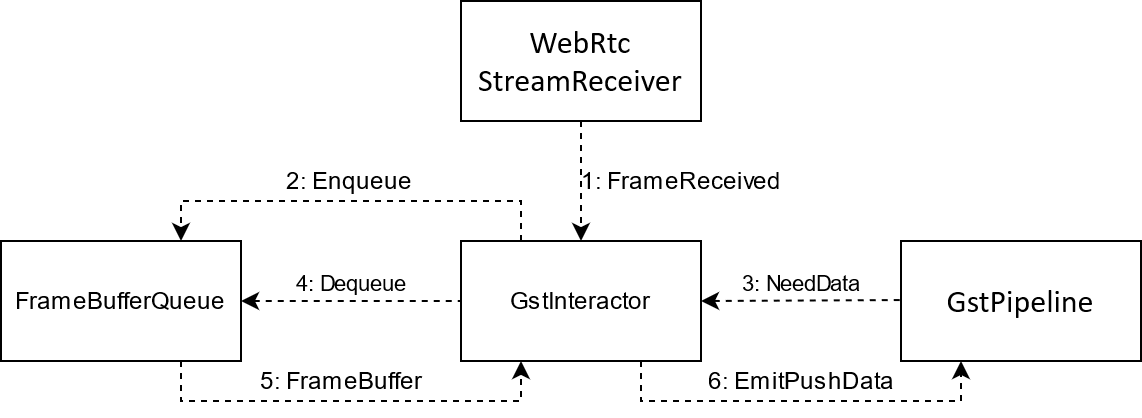 WebRtc
StreamReceiver
1: FrameReceived
2: Enqueue
FrameBufferQueue
4: Dequeue
GstInteractor
3: NeedData
GstPipeline
5: FrameBuffer
6: EmitPushData